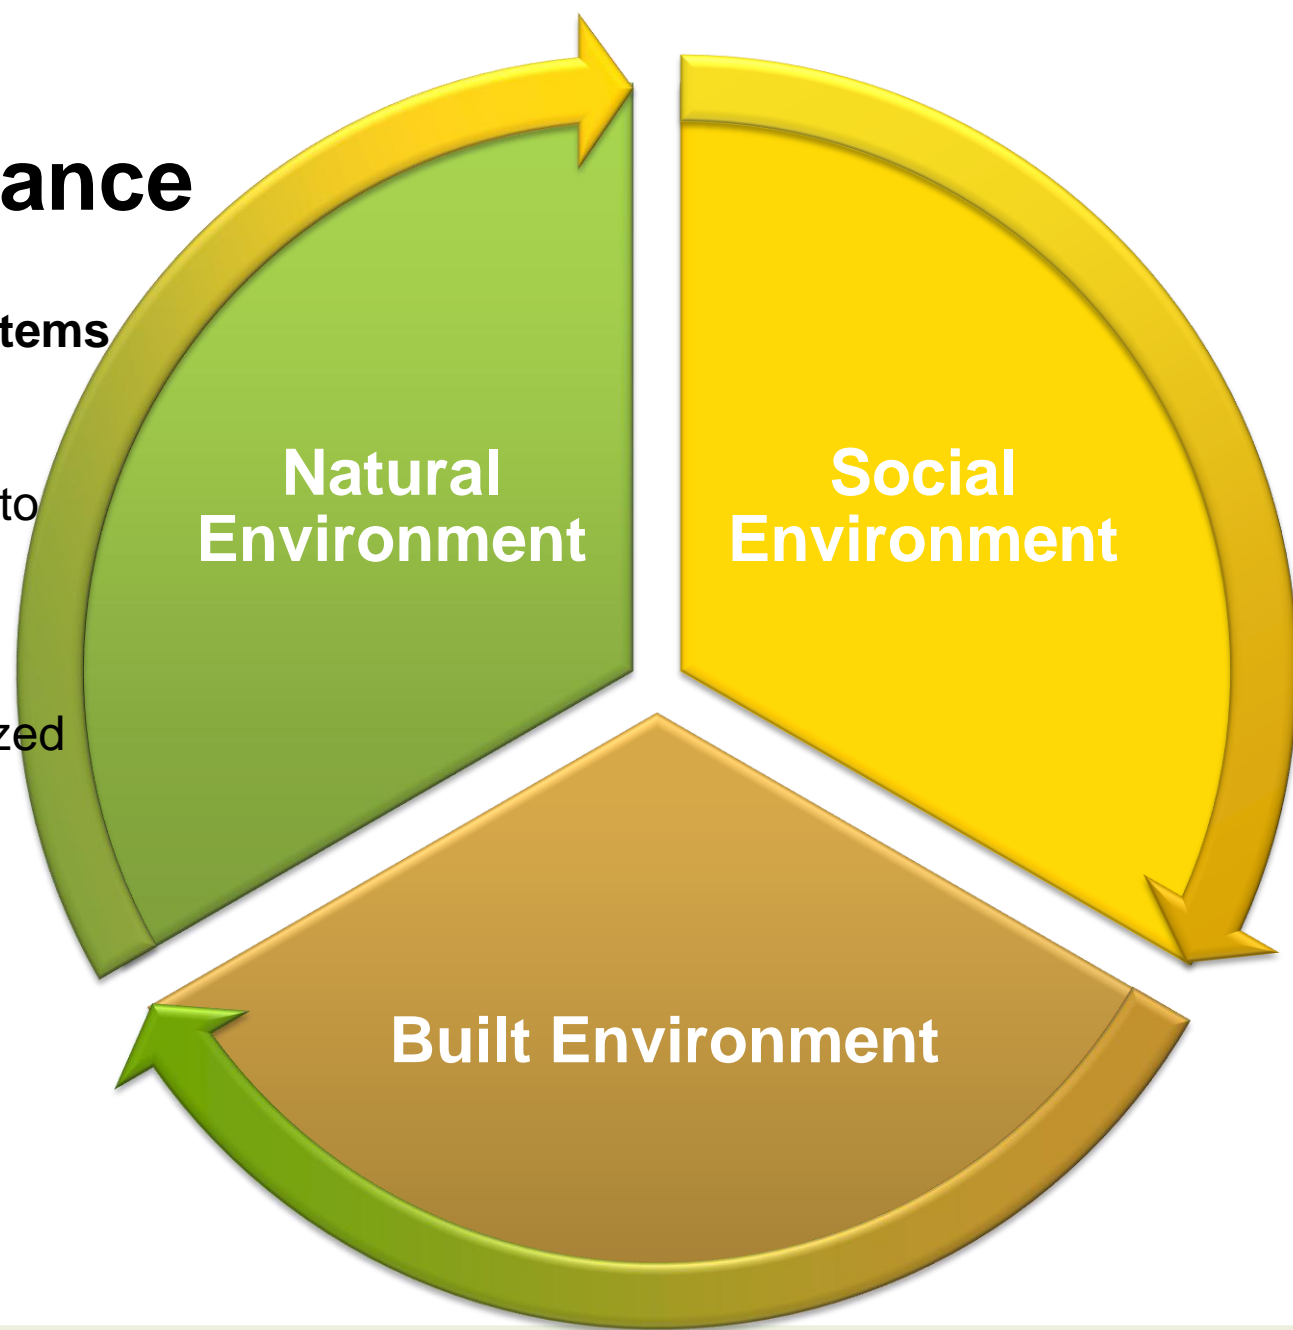 ance
tems
to
zed
Natural
Environment
Social
Environment
Built Environment